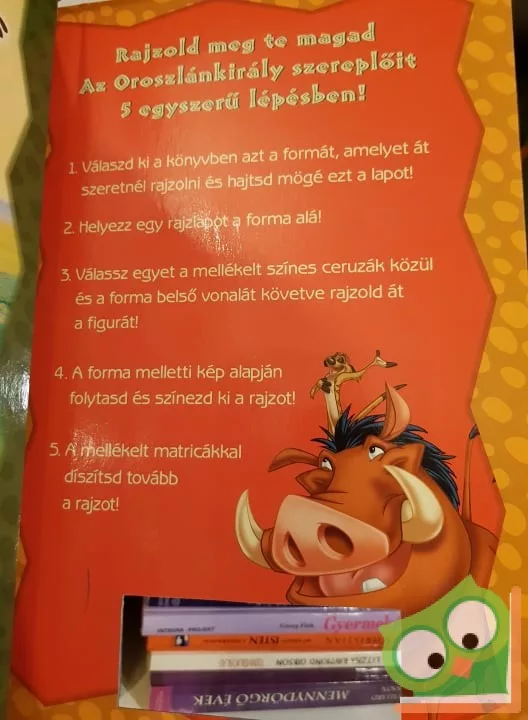 Rajzold meg te magad
Az Oroszlánkirály szereplőit
5 egyszerű lépésben!
1. Válaszd ki a könyvben azt a formát, amelyet át
szeretnél rajzolni és hajtsd mögé ezt a lapot!
2. Helyezz egy rajzlapot a forma alá!
3. Válassz egyet a mellékelt színes ceruzák közül
és a forma belső vonalát követve rajzold át
a figurát!
4. A forma melletti kép alapján
folytasd és színezd ki a rajzot!
5. A mellékelt matricákkal
díszítsd tovább
a rajzot!
Gyermek
ISTEN
GIBSON
MENNYDÖRGŐ ÉVEK